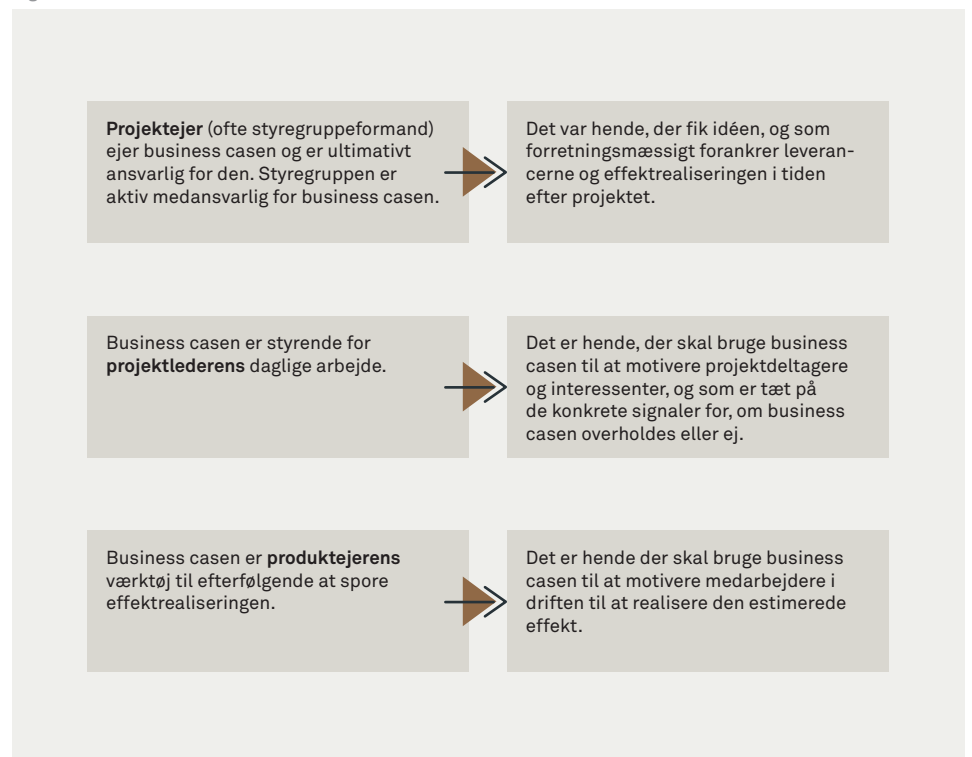 Projektejer (ofte styregruppeformand)
ejer business casen og er ultimativt
ansvarlig for den. Styregruppen er
aktiv medansvarlig for business casen.
Det var hende, der fik idéen, og som
forretningsmæssigt forankrer leveran-
cerne og effektrealiseringen i tiden
efter projektet.
Business casen er styrende for
projektlederens daglige arbejde.
Det er hende, der skal bruge business
casen til at motivere projektdeltagere
og interessenter, og som er tæt på
de konkrete signaler for, om business
casen overholdes eller ej.
Business casen er produktejerens
værktøj til efterfølgende at spore
effektrealiseringen.
Det er hende der skal bruge business
casen til at motivere medarbejdere i
driften til at realisere den estimerede
effekt.